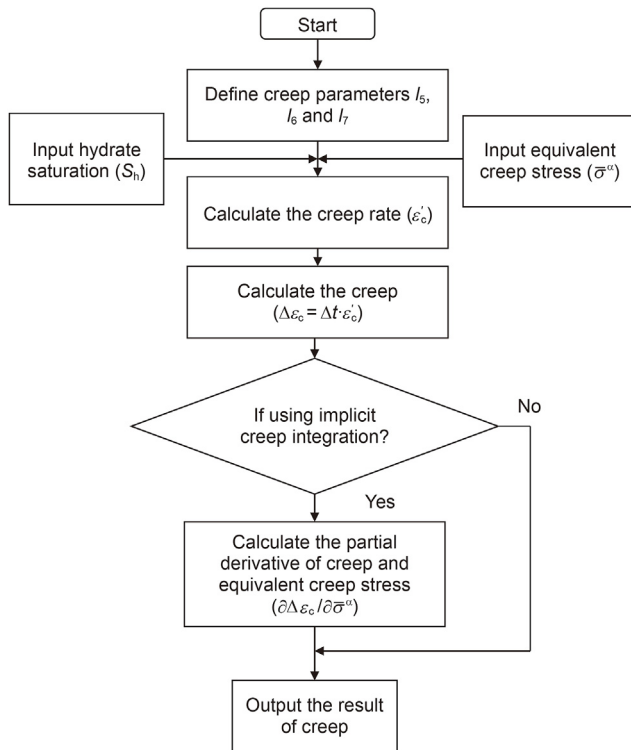 Start
Define creep parameters I₅,
I₆ and I₇
Input hydrate
saturation (Sₕ)
Input equivalent
creep stress (σ̅ᵅ)
Calculate the creep rate (ε̇꜀)
Calculate the creep
(Δε꜀ = Δt·ε̇꜀)
If using implicit
creep integration?
No
Yes
Calculate the partial
derivative of creep and
equivalent creep stress
(∂Δε꜀/∂σ̅ᵅ)
Output the result
of creep